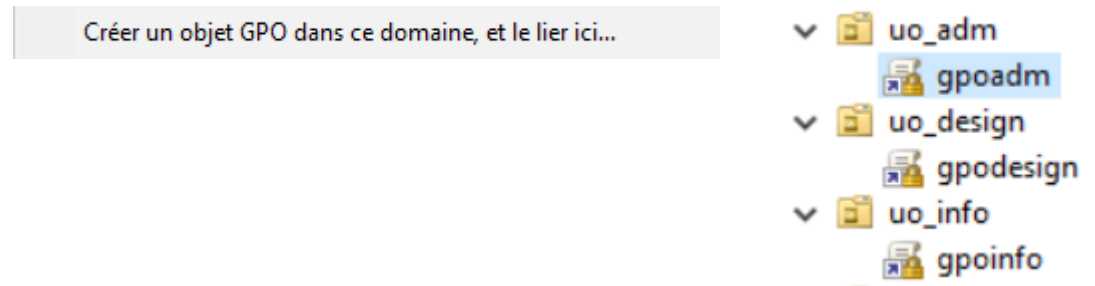 Créer un objet GPO dans ce domaine, et le lier ici...
uo_adm
gpoadm
uo_design
gpodesign
uo_info
gpoinfo